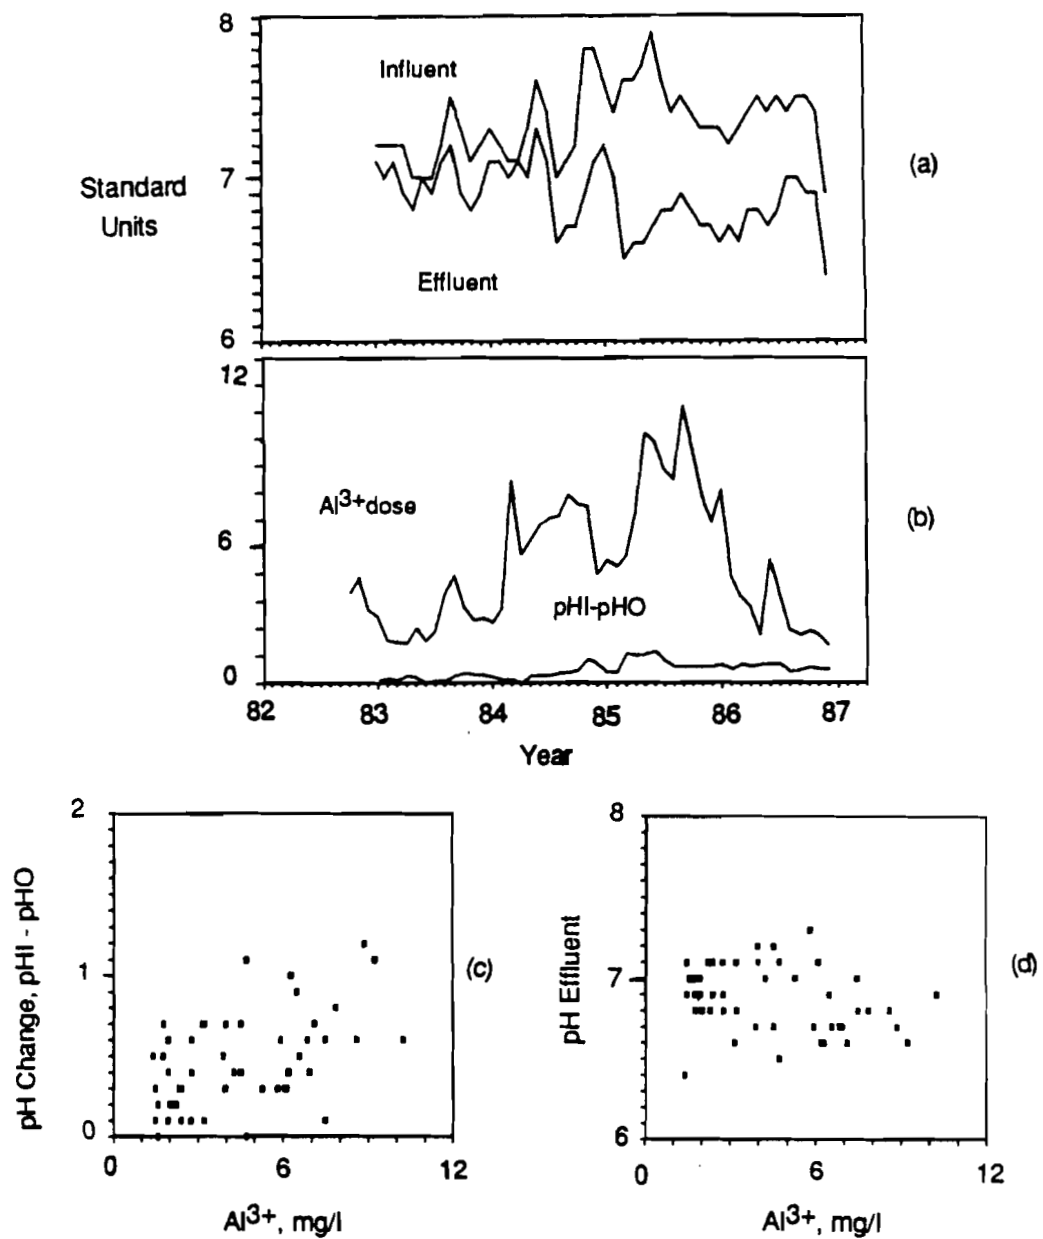 8
Influent
7
Standard
Units
(a)
Effluent
6
12
Al3+dose
(b)
6
pHI-pHO
0
82 83 84 85 86 87
Year
2
pH Change, pHI - pHO
1
(c)
0
0 6 12
Al3+, mg/l
8
pH Effluent
7
(d)
6
0 6 12
Al3+, mg/l